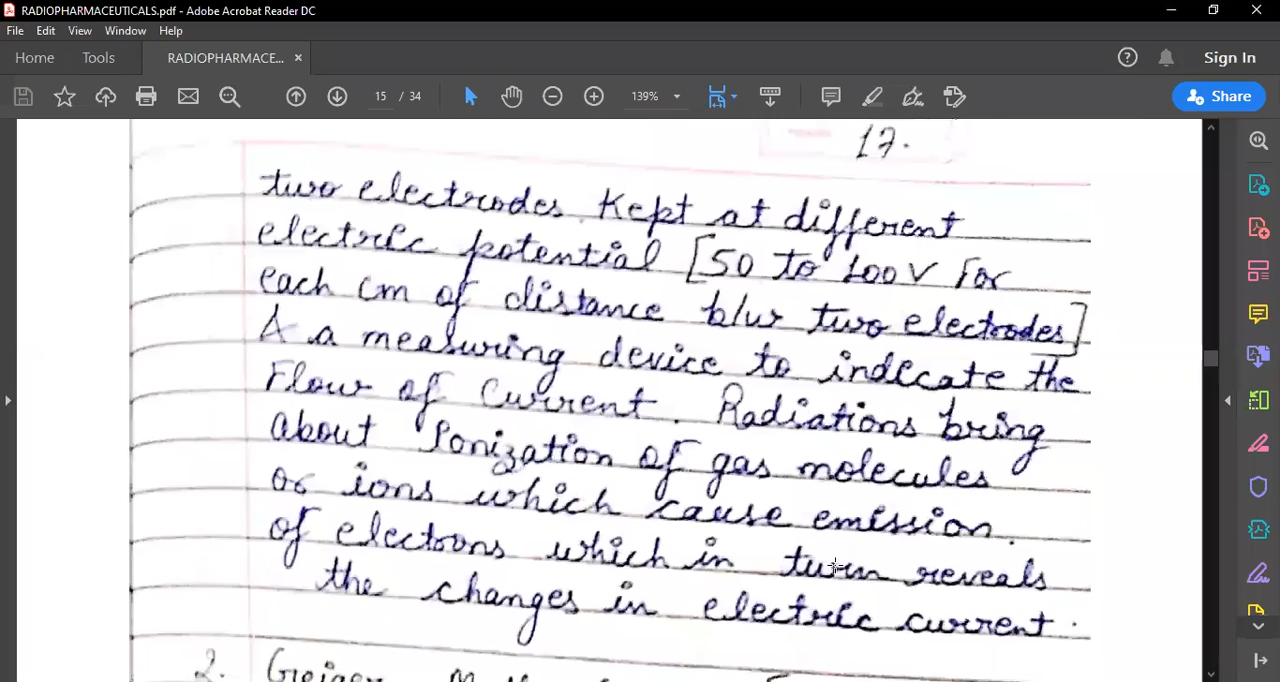 RADIOPHARMACEUTICALS.pdf - Adobe Acrobat Reader DC
File Edit View Window Help
Home Tools RADIOPHARMACE... × Sign In
15 / 34 139% Share
17.
two electrodes kept at different
electric potential [50 to 100 V For
each cm of distance b/w two electrodes]
& a measuring device to indicate the
Flow of Current. Radiations bring
about Ionization of gas molecules
or ions which cause emission
of electrons which in turn reveals
the changes in electric current.
2. Geiger